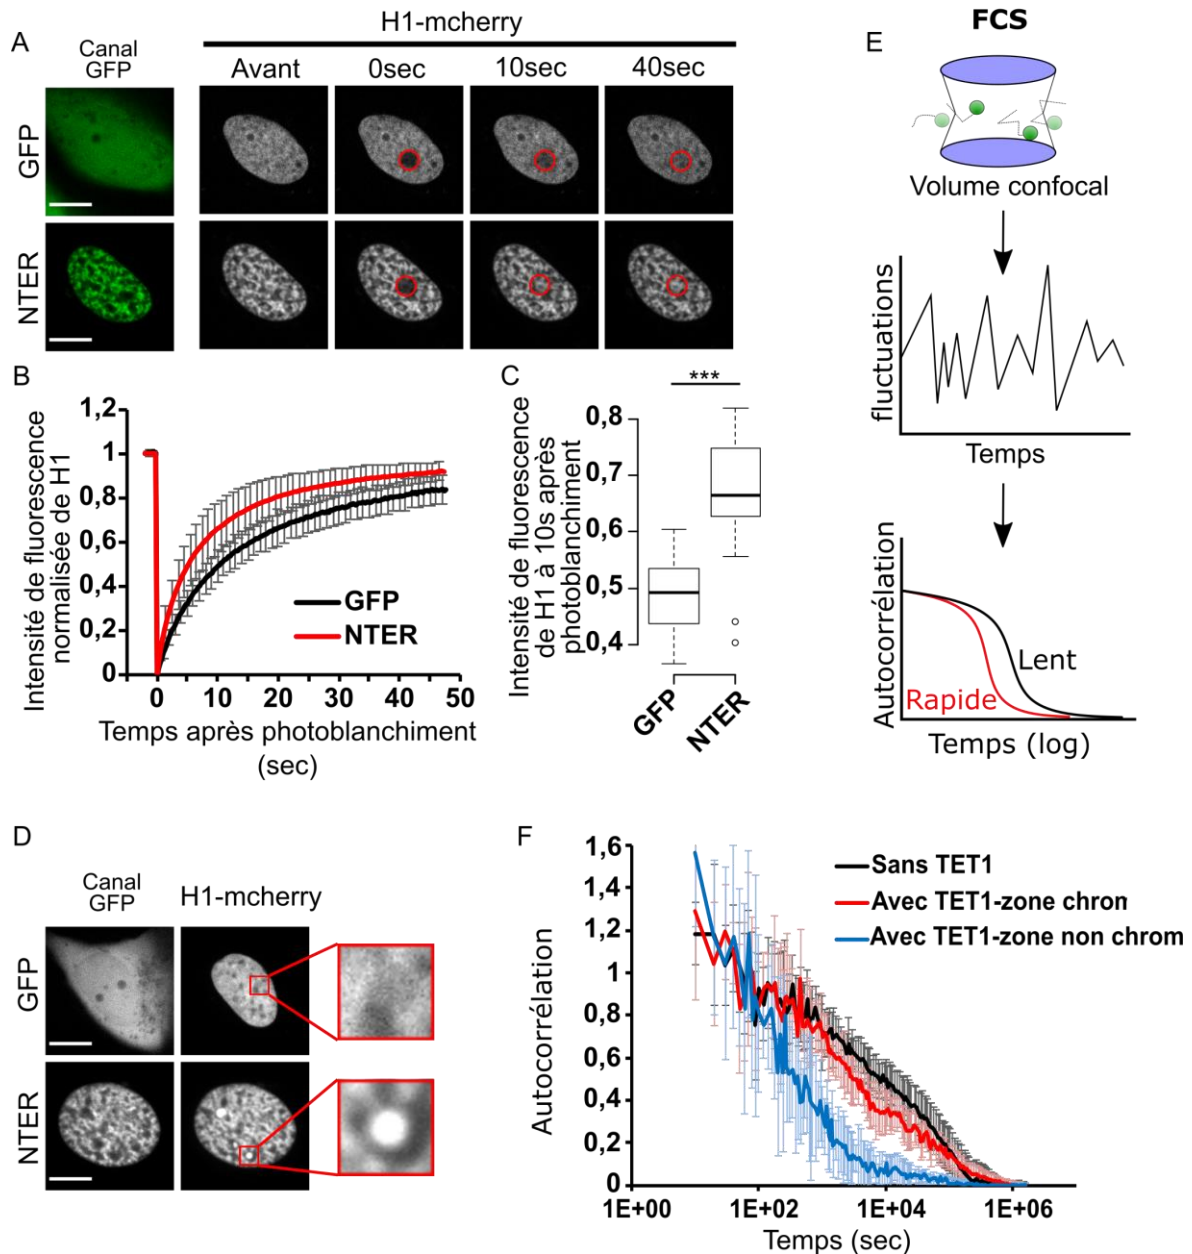 A
Canal
GFP
H1-mcherry
Avant
0sec
10sec
40sec
GFP
NTER
B
Intensité de fluorescence
normalisée de H1
1,2
1
0,8
0,6
0,4
0,2
0
0
10
20
30
40
50
GFP
NTER
Temps après photoblanchiment
(sec)
C
Intensité de fluorescence
de H1 à 10s après
photoblanchiment
***
0,8
0,7
0,6
0,5
0,4
GFP
NTER
E
FCS
Volume confocal
fluctuations
Temps
Autocorrélation
Lent
Rapide
Temps (log)
D
Canal
GFP
H1-mcherry
GFP
NTER
F
Autocorrélation
1,6
1,4
1,2
1
0,8
0,6
0,4
0,2
0
1E+00
1E+02
1E+04
1E+06
Temps (sec)
Sans TET1
Avec TET1-zone chron
Avec TET1-zone non chrom